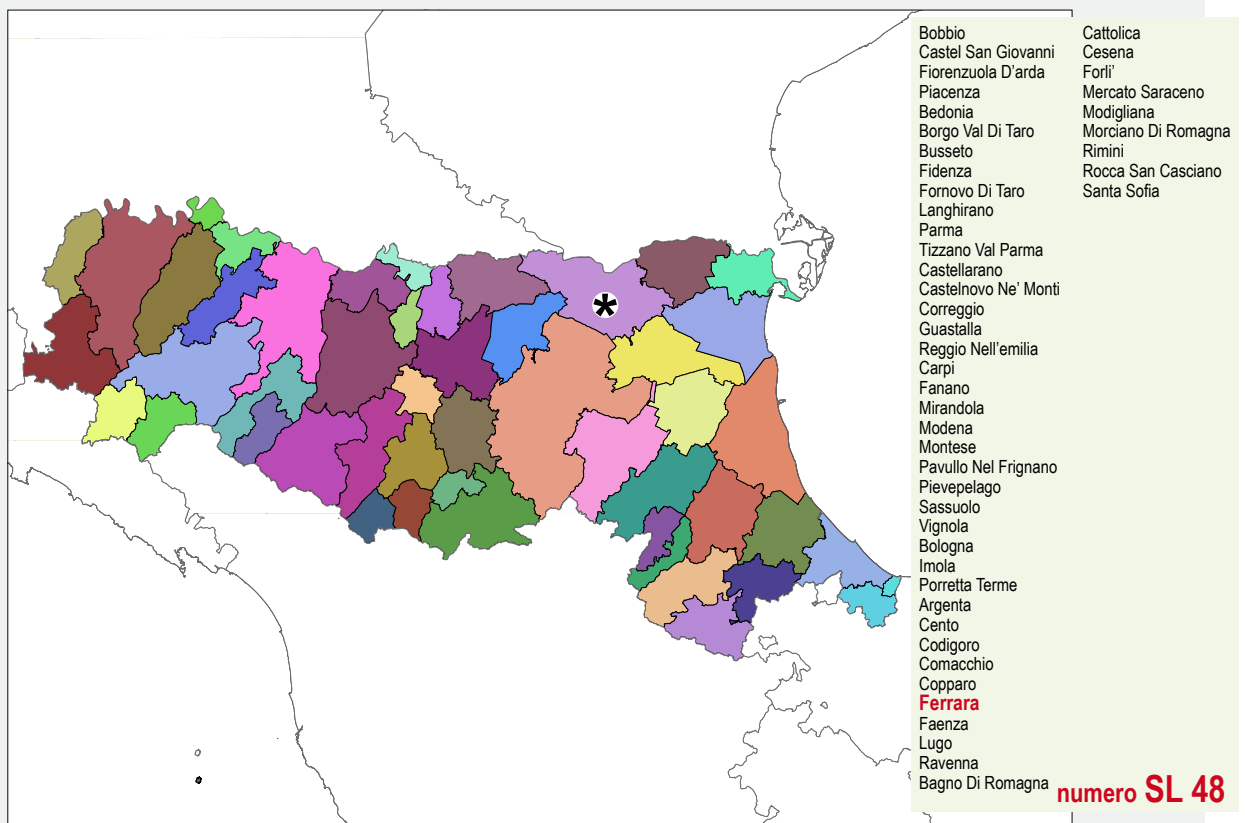 Bobbio
Castel San Giovanni
Fiorenzuola D'arda
Piacenza
Bedonia
Borgo Val Di Taro
Busseto
Fidenza
Fornovo Di Taro
Langhirano
Parma
Tizzano Val Parma
Castellarano
Castelnovo Ne' Monti
Correggio
Guastalla
Reggio Nell'emilia
Carpi
Fanano
Mirandola
Modena
Montese
Pavullo Nel Frignano
Pievepelago
Sassuolo
Vignola
Bologna
Imola
Porretta Terme
Argenta
Cento
Codigoro
Comacchio
Copparo
Ferrara
Faenza
Lugo
Ravenna
Bagno Di Romagna
Cattolica
Cesena
Forli'
Mercato Saraceno
Modigliana
Morciano Di Romagna
Rimini
Rocca San Casciano
Santa Sofia
numero SL 48
*